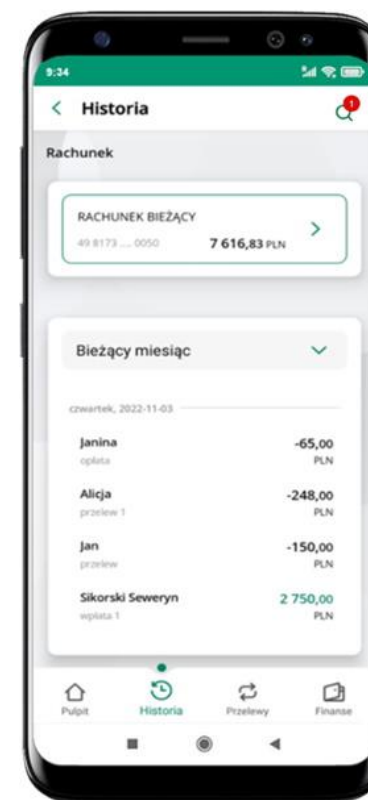 9:34
Historia
1
Rachunek
RACHUNEK BIEŻĄCY
49 8173 .... 0050 7 616,83 PLN
Bieżący miesiąc
czwartek, 2022-11-03
Janina -65,00
opłata PLN
Alicja -248,00
przelew 1 PLN
Jan -150,00
przelew PLN
Sikorski Seweryn 2 750,00
wpłata 1 PLN
Pulpit Historia Przelewy Finanse